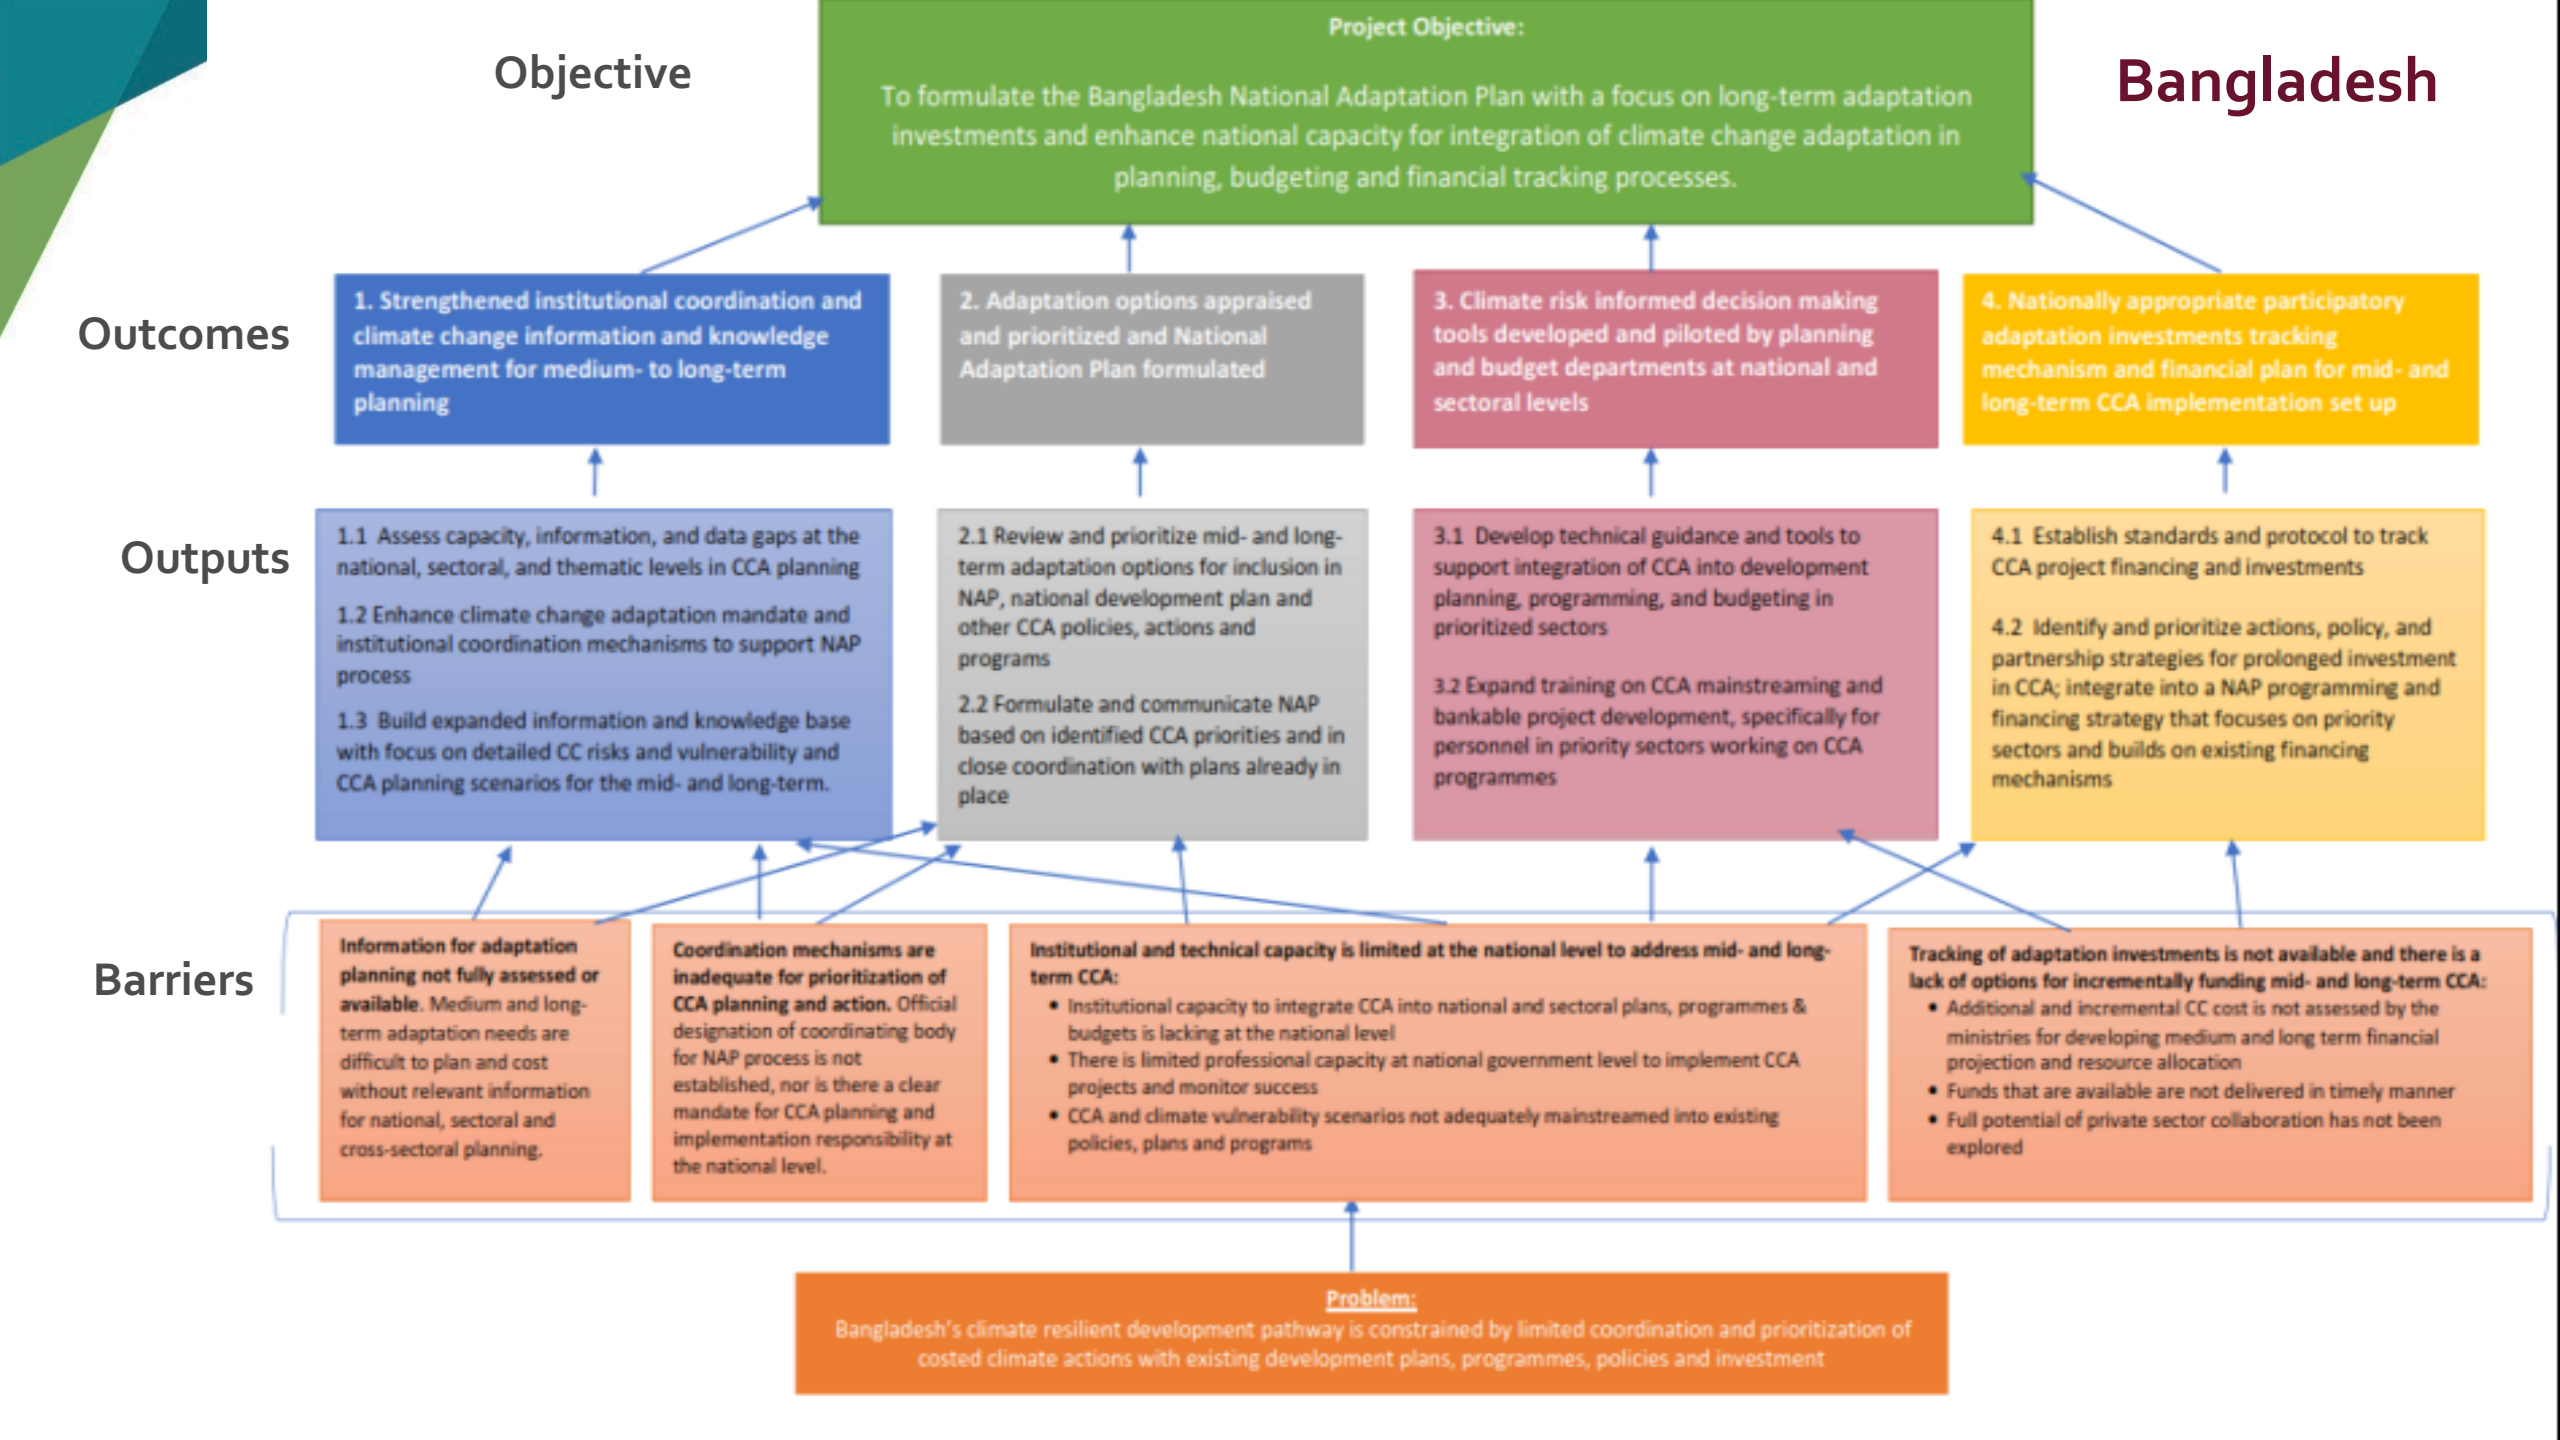 Objective
Bangladesh
Project Objective:
To formulate the Bangladesh National Adaptation Plan with a focus on long-term adaptation
investments and enhance national capacity for integration of climate change adaptation in
planning, budgeting and financial tracking processes.
Outcomes
1. Strengthened institutional coordination and
climate change information and knowledge
management for medium- to long-term
planning
2. Adaptation options appraised
and prioritized and National
Adaptation Plan formulated
3. Climate risk informed decision making
tools developed and piloted by planning
and budget departments at national and
sectoral levels
4. Nationally appropriate participatory
adaptation investments tracking
mechanism and financial plan for mid- and
long-term CCA implementation set up
Outputs
1.1 Assess capacity, information, and data gaps at the
national, sectoral, and thematic levels in CCA planning
1.2 Enhance climate change adaptation mandate and
institutional coordination mechanisms to support NAP
process
1.3 Build expanded information and knowledge base
with focus on detailed CC risks and vulnerability and
CCA planning scenarios for the mid- and long-term.
2.1 Review and prioritize mid- and long-
term adaptation options for inclusion in
NAP, national development plan and
other CCA policies, actions and
programs
2.2 Formulate and communicate NAP
based on identified CCA priorities and in
close coordination with plans already in
place
3.1 Develop technical guidance and tools to
support integration of CCA into development
planning, programming, and budgeting in
prioritized sectors
3.2 Expand training on CCA mainstreaming and
bankable project development, specifically for
personnel in priority sectors working on CCA
programmes
4.1 Establish standards and protocol to track
CCA project financing and investments
4.2 Identify and prioritize actions, policy, and
partnership strategies for prolonged investment
in CCA; integrate into a NAP programming and
financing strategy that focuses on priority
sectors and builds on existing financing
mechanisms
Barriers
Information for adaptation
planning not fully assessed or
available. Medium and long-
term adaptation needs are
difficult to plan and cost
without relevant information
for national, sectoral and
cross-sectoral planning.
Coordination mechanisms are
inadequate for prioritization of
CCA planning and action. Official
designation of coordinating body
for NAP process is not
established, nor is there a clear
mandate for CCA planning and
implementation responsibility at
the national level.
Institutional and technical capacity is limited at the national level to address mid- and long-
term CCA:
• Institutional capacity to integrate CCA into national and sectoral plans, programmes &
budgets is lacking at the national level
• There is limited professional capacity at national government level to implement CCA
projects and monitor success
• CCA and climate vulnerability scenarios not adequately mainstreamed into existing
policies, plans and programs
Tracking of adaptation investments is not available and there is a
lack of options for incrementally funding mid- and long-term CCA:
• Additional and incremental CC cost is not assessed by the
ministries for developing medium and long term financial
projection and resource allocation
• Funds that are available are not delivered in timely manner
• Full potential of private sector collaboration has not been
explored
Problem:
Bangladesh's climate resilient development pathway is constrained by limited coordination and prioritization of
costed climate actions with existing development plans, programmes, policies and investment